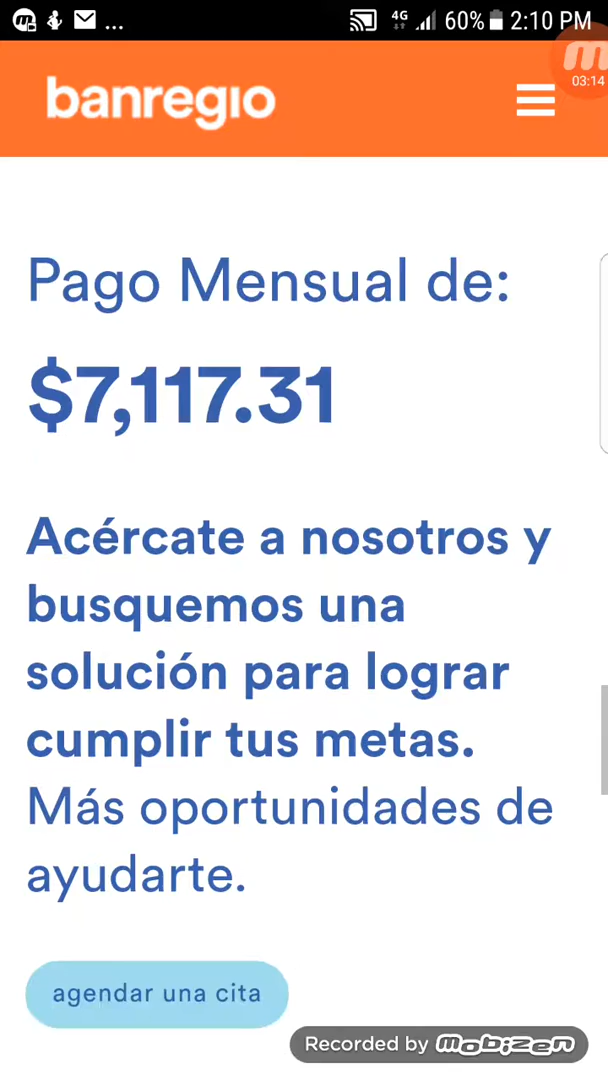 ... 4G 60% 2:10 PM
03:14
banregio
Pago Mensual de:
$7,117.31
Acércate a nosotros y
busquemos una
solución para lograr
cumplir tus metas.
Más oportunidades de
ayudarte.
agendar una cita
Recorded by mobizen